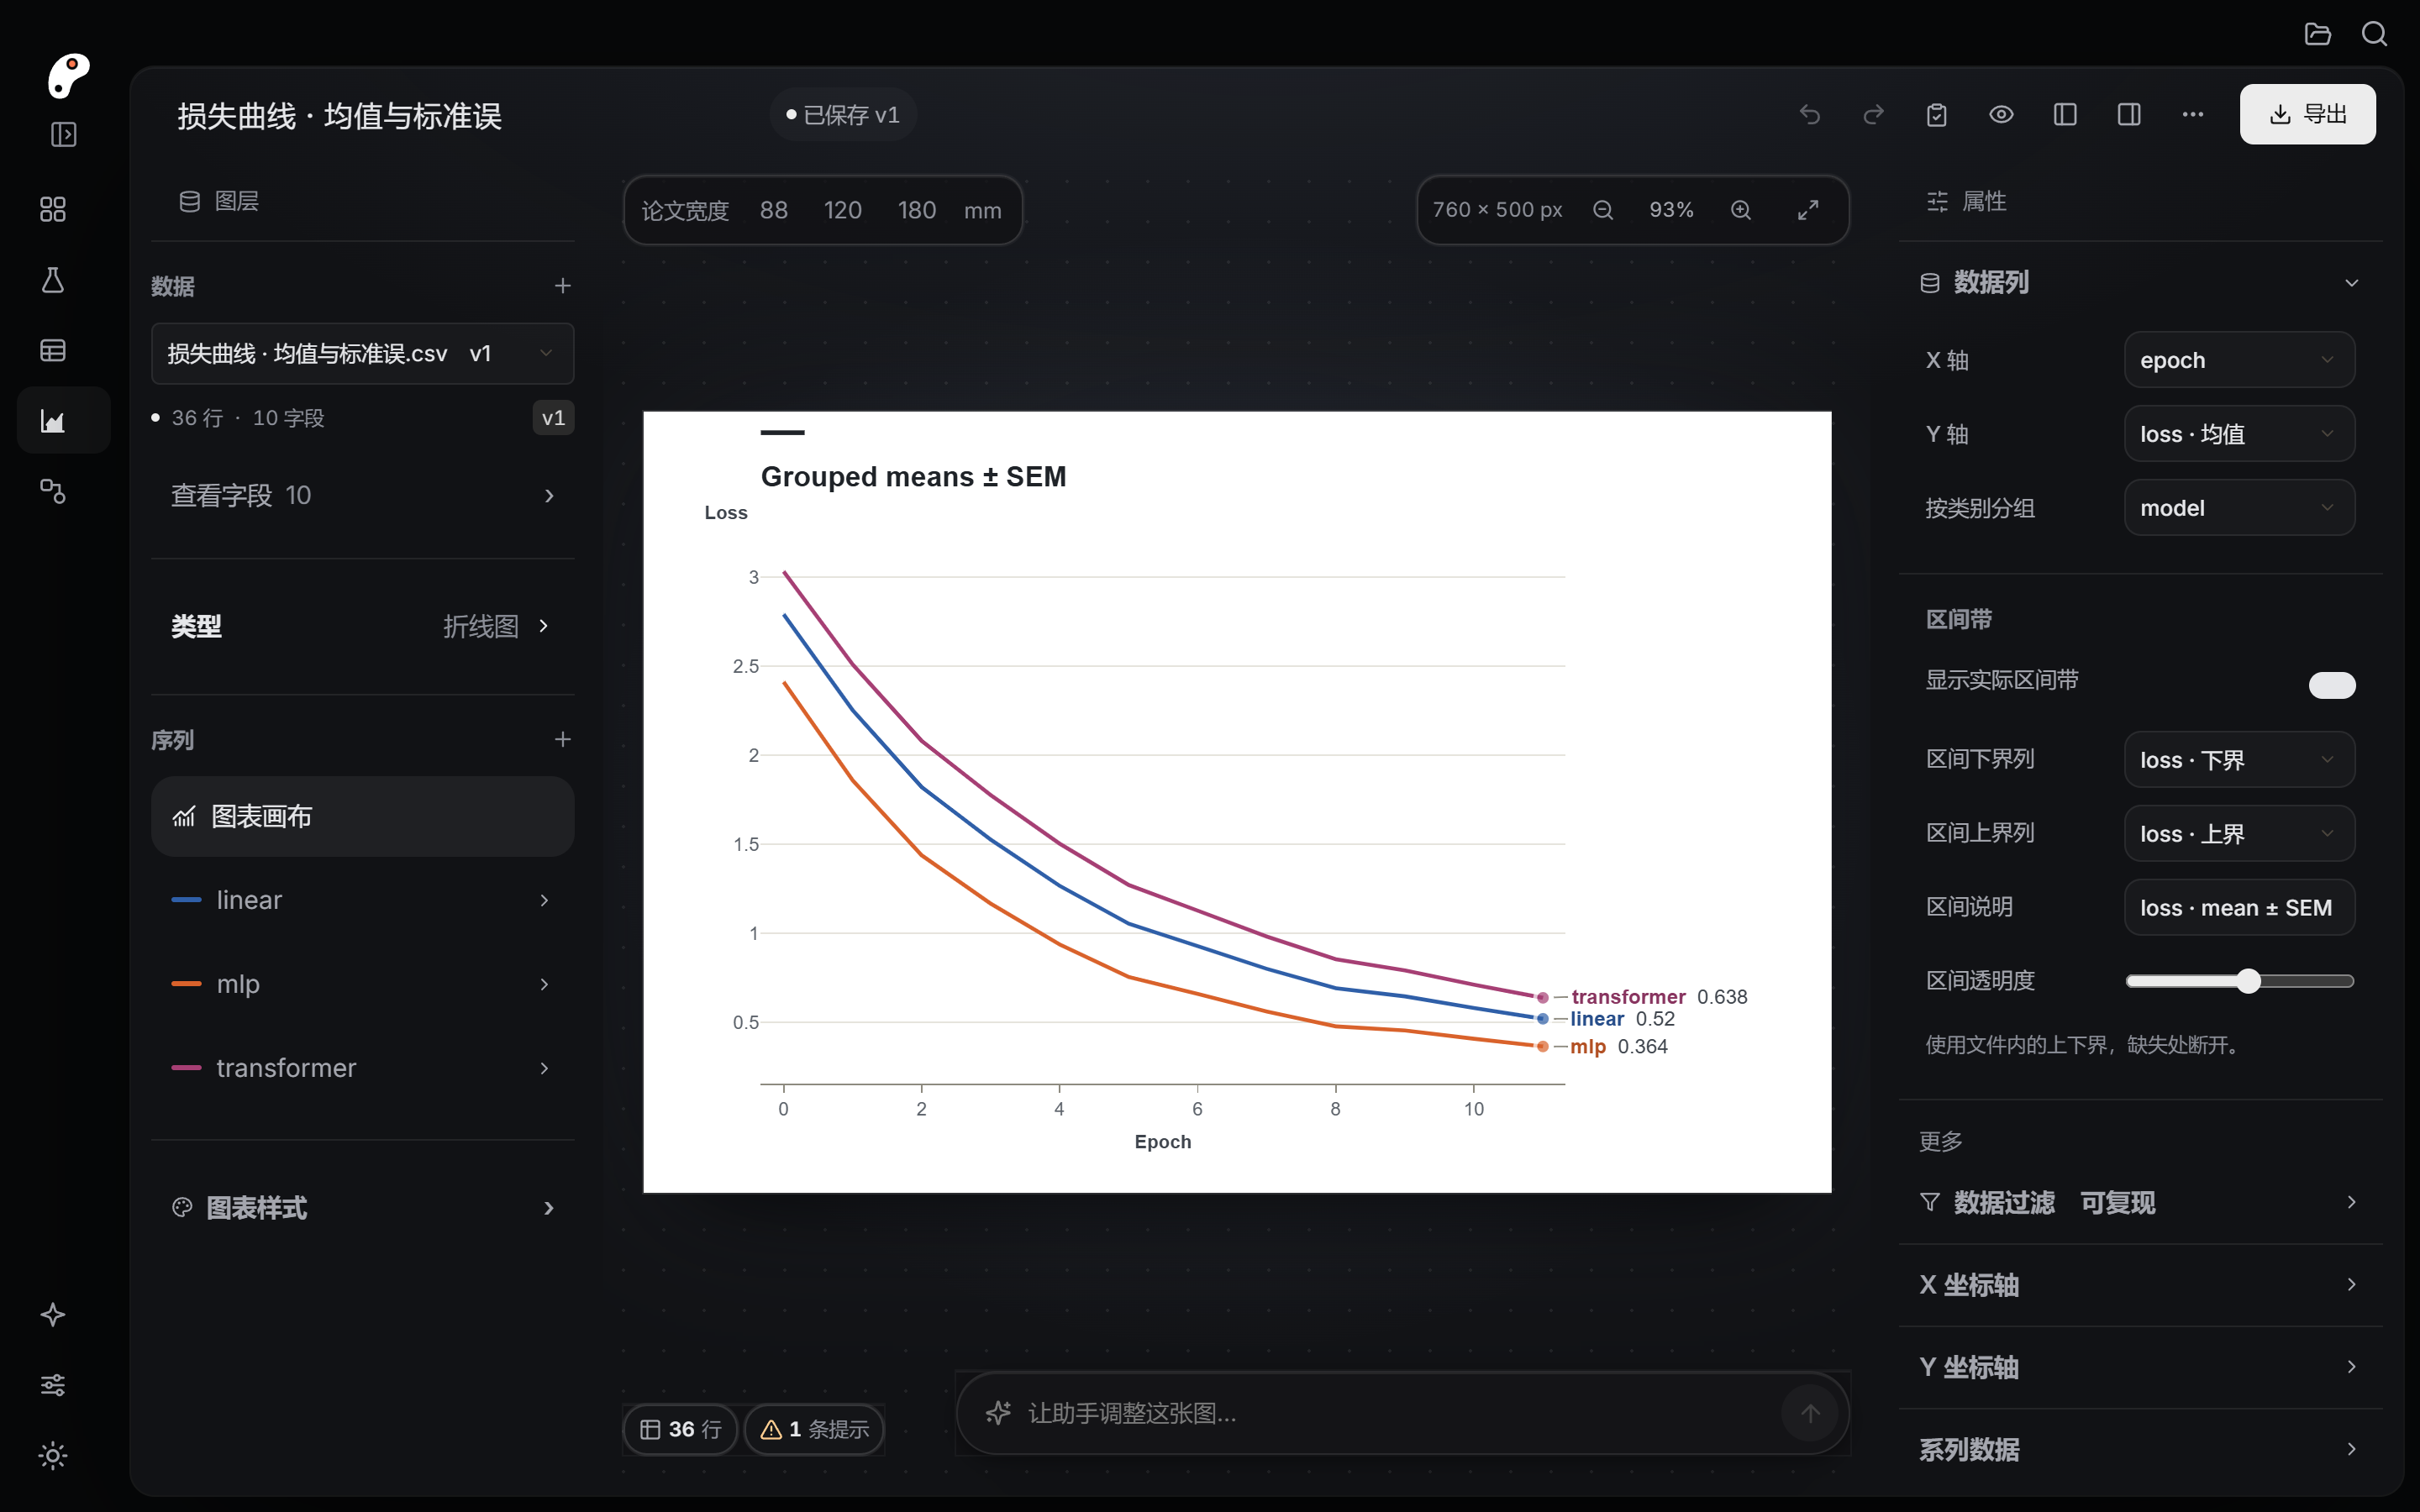 损失曲线 · 均值与标准误
已保存 v1
导出
图层
数据
损失曲线 · 均值与标准误.csv v1
36 行 · 10 字段
v1
查看字段 10
类型
折线图
序列
图表画布
linear
mlp
transformer
图表样式
论文宽度 88 120 180 mm
760 × 500 px 93%
Grouped means ± SEM
Loss
3
2.5
2
1.5
1
0.5
transformer 0.638
linear 0.52
mlp 0.364
0 2 4 6 8 10
Epoch
36 行
1 条提示
让助手调整这张图...
属性
数据列
X 轴 epoch
Y 轴 loss · 均值
按类别分组 model
区间带
显示实际区间带
区间下界列 loss · 下界
区间上界列 loss · 上界
区间说明 loss · mean ± SEM
区间透明度
使用文件内的上下界，缺失处断开。
更多
数据过滤 可复现
X 坐标轴
Y 坐标轴
系列数据